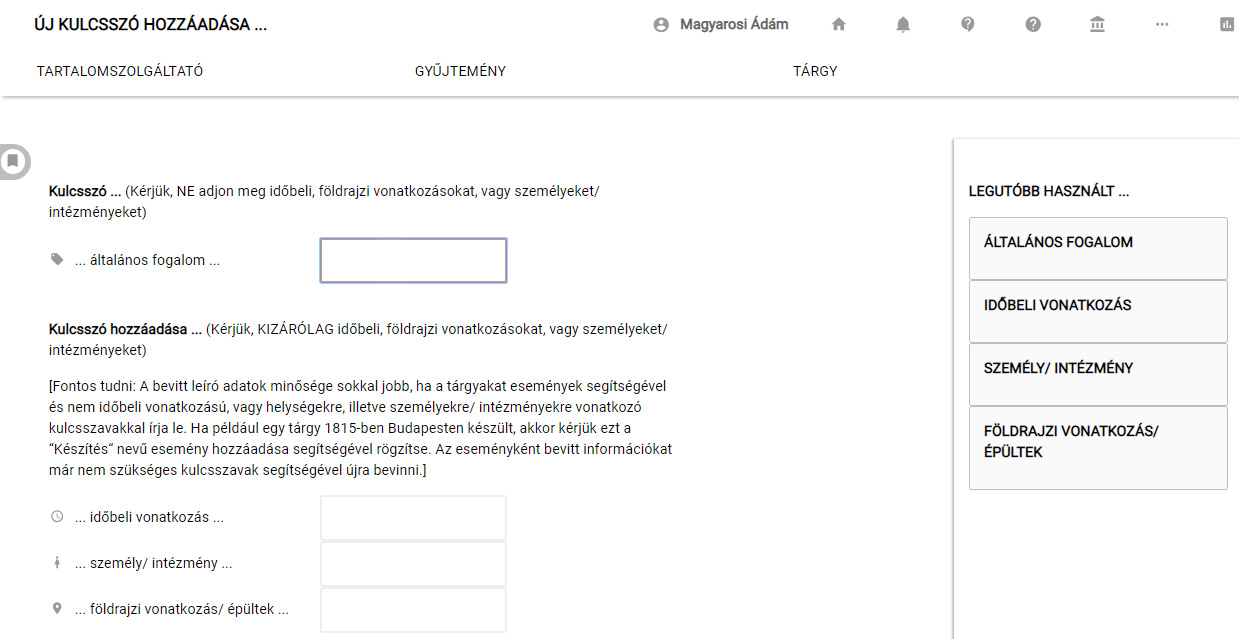 ÚJ KULCSSZÓ HOZZÁADÁSA ...
Magyarosi Ádám
TARTALOMSZOLGÁLTATÓ
GYŰJTEMÉNY
TÁRGY
Kulcsszó ... (Kérjük, NE adjon meg időbeli, földrajzi vonatkozásokat, vagy személyeket/
intézményeket)
... általános fogalom ...
Kulcsszó hozzáadása ... (Kérjük, KIZÁRÓLAG időbeli, földrajzi vonatkozásokat, vagy személyeket/
intézményeket)
[Fontos tudni: A bevitt leíró adatok minősége sokkal jobb, ha a tárgyakat események segítségével
és nem időbeli vonatkozású, vagy helységekre, illetve személyekre/ intézményekre vonatkozó
kulcsszavakkal írja le. Ha például egy tárgy 1815-ben Budapesten készült, akkor kérjük ezt a
“Készítés“ nevű esemény hozzáadása segítségével rögzítse. Az eseményként bevitt információkat
már nem szükséges kulcsszavak segítségével újra bevinni.]
... időbeli vonatkozás ...
... személy/ intézmény ...
... földrajzi vonatkozás/ épültek ...
LEGUTÓBB HASZNÁLT ...
ÁLTALÁNOS FOGALOM
IDŐBELI VONATKOZÁS
SZEMÉLY/ INTÉZMÉNY
FÖLDRAJZI VONATKOZÁS/
ÉPÜLTEK